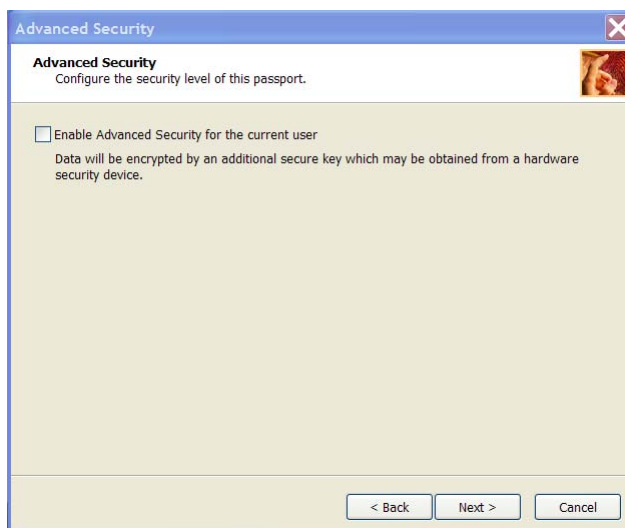 Advanced Security
Advanced Security
Configure the security level of this passport.
Enable Advanced Security for the current user
Data will be encrypted by an additional secure key which may be obtained from a hardware
security device.
< Back
Next >
Cancel